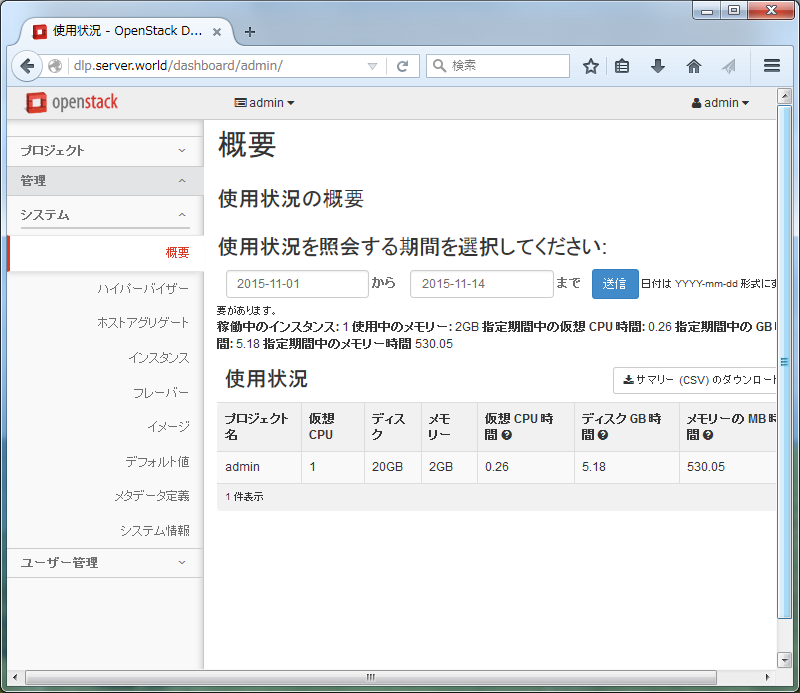 使用状況 - OpenStack D...
dlp.server.world/dashboard/admin/
検索
openstack
admin
admin
プロジェクト
管理
システム
概要
ハイパーバイザー
ホストアグリゲート
インスタンス
フレーバー
イメージ
デフォルト値
メタデータ定義
システム情報
ユーザー管理
概要
使用状況の概要
使用状況を照会する期間を選択してください:
2015-11-01 から 2015-11-14 まで 送信 日付は YYYY-mm-dd 形式にす
要があります。
稼働中のインスタンス: 1 使用中のメモリー: 2GB 指定期間中の仮想 CPU 時間: 0.26 指定期間中の GB
間: 5.18 指定期間中のメモリー時間 530.05
使用状況
サマリー (CSV) のダウンロード
プロジェクト名 仮想 CPU ディスク メモリー 仮想 CPU 時間 ディスク GB 時間 メモリーの MB 時間
admin 1 20GB 2GB 0.26 5.18 530.05
1 件表示